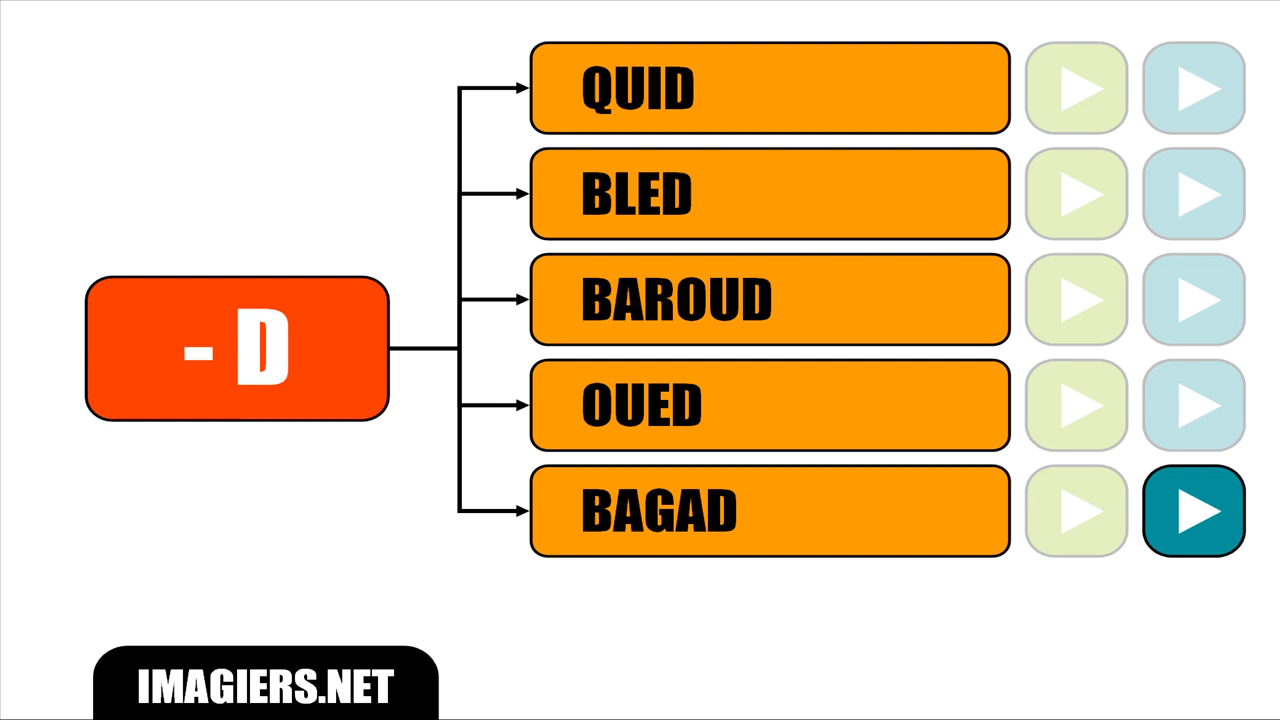 QUID
BLED
BAROUD
- D
OUED
BAGAD
IMAGIERS.NET